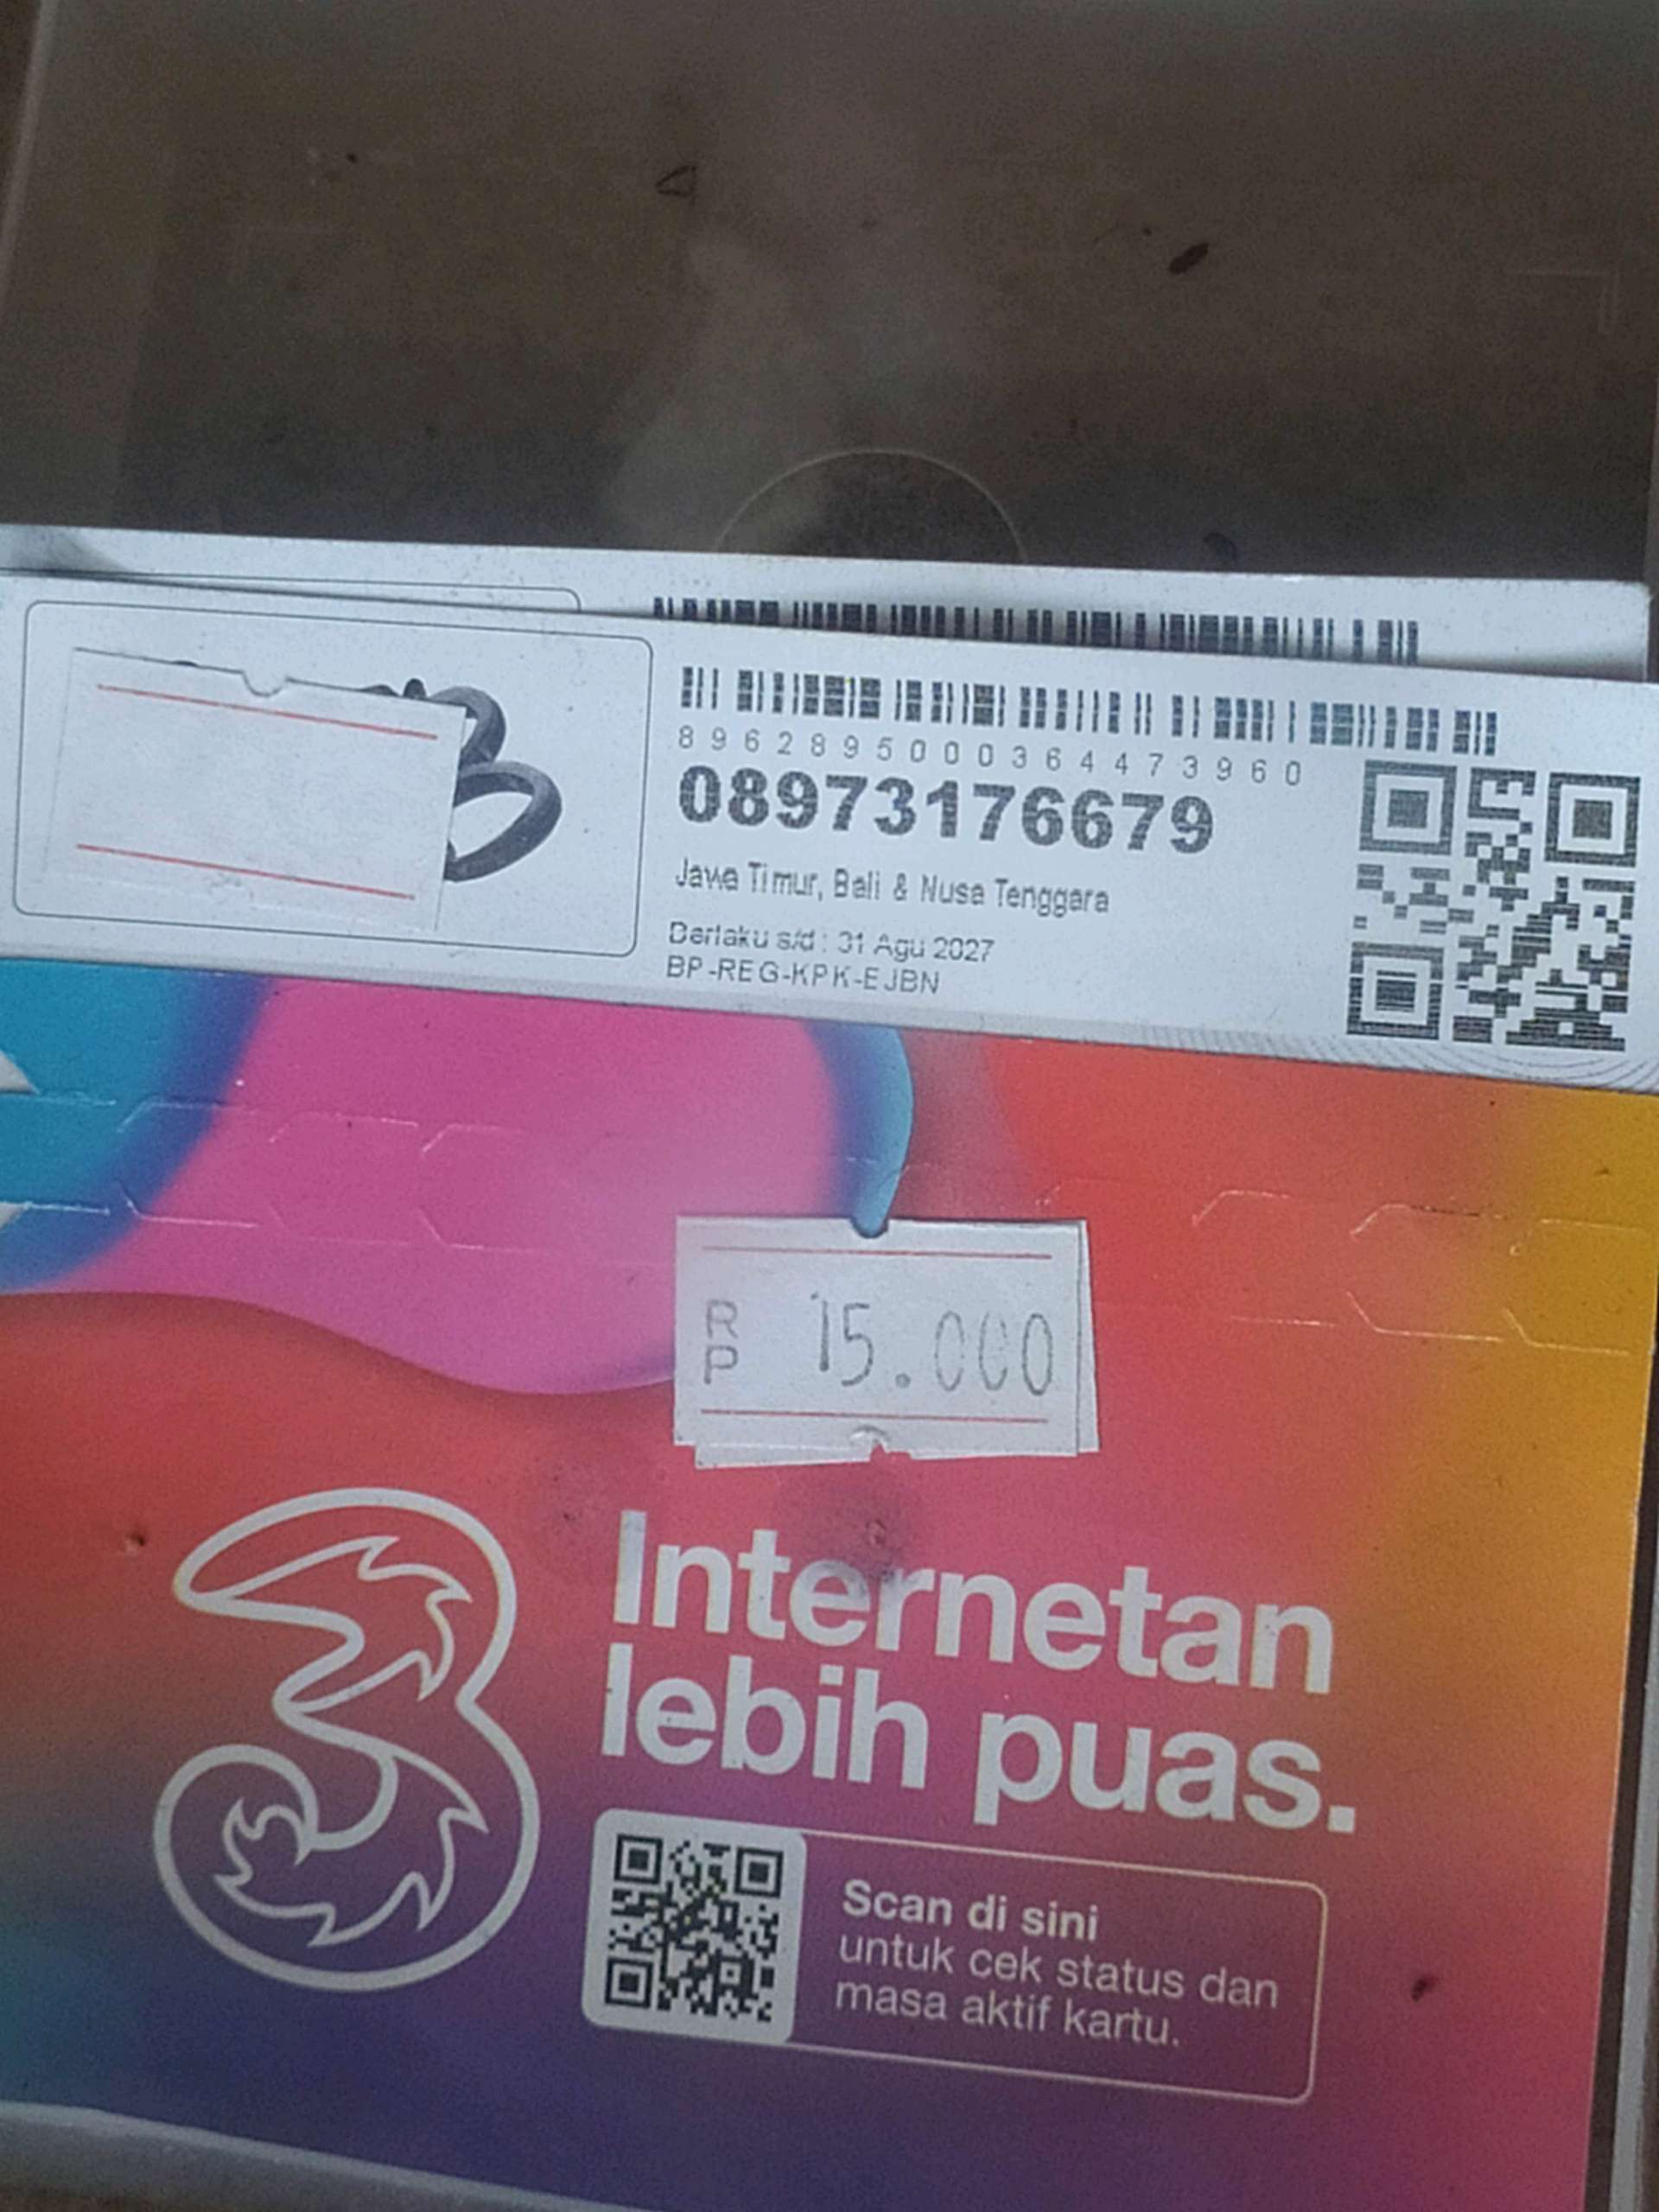 8962895000364473960
08973176679
Jawa Timur, Bali & Nusa Tenggara
Berlaku s/d : 31 Agu 2027
BP-REG-KPK-EJBN
RP 15.000
3 Internetan
lebih puas.
Scan di sini
untuk cek status dan
masa aktif kartu.